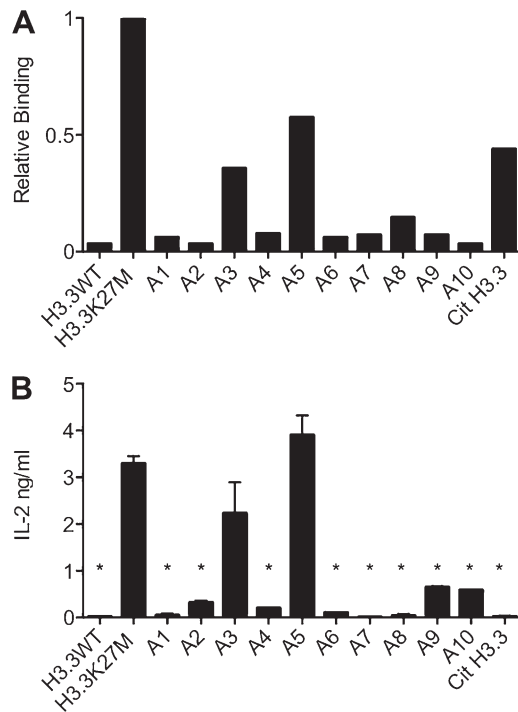 A
Relative Binding
1
0.5
0
H3.3WT
H3.3K27M
A1
A2
A3
A4
A5
A6
A7
A8
A9
A10
Cit H3.3
B
IL-2 ng/ml
5
4
3
2
1
0
* * * * * * * * * *
H3.3WT
H3.3K27M
A1
A2
A3
A4
A5
A6
A7
A8
A9
A10
Cit H3.3